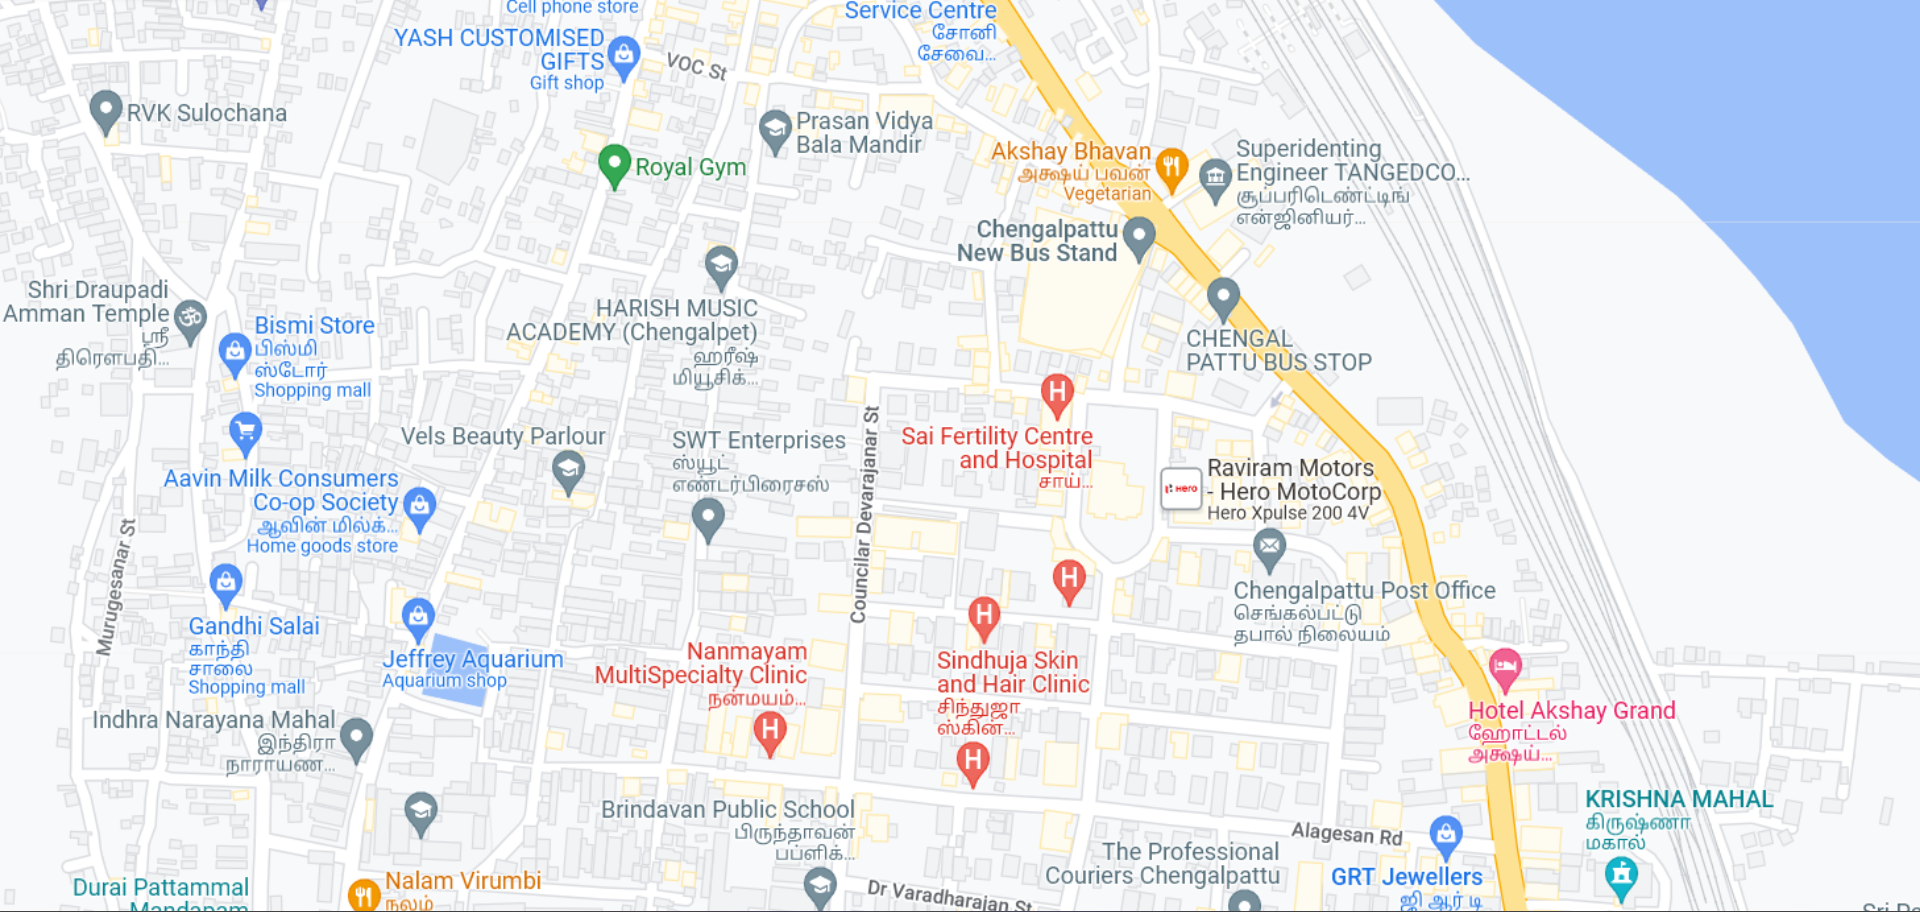 Cell phone store
YASH CUSTOMISED
GIFTS
Gift shop
VOC St
Service Centre
சோனி
சேவை...
RVK Sulochana
Prasan Vidya
Bala Mandir
Royal Gym
Akshay Bhavan
அக்ஷய் பவன்
Vegetarian
Superidenting
Engineer TANGEDCO...
சூப்பரிடெண்ட்டிங்
என்ஜினியர்...
Chengalpattu
New Bus Stand
Shri Draupadi
Amman Temple
ஸ்ரீ
திரௌபதி...
Bismi Store
பிஸ்மி
ஸ்டோர்
Shopping mall
HARISH MUSIC
ACADEMY (Chengalpet)
ஹரீஷ்
மியூசிக்...
CHENGAL
PATTU BUS STOP
Vels Beauty Parlour
SWT Enterprises
ஸ்யூட்
எண்டர்பிரைசஸ்
Councilar Devarajanar St
Sai Fertility Centre
and Hospital
சாய்...
HERO
Raviram Motors
- Hero MotoCorp
Hero Xpulse 200 4V
Aavin Milk Consumers
Co-op Society
ஆவின் மில்க்...
Home goods store
Murugesanar St
Chengalpattu Post Office
செங்கல்பட்டு
தபால் நிலையம்
Gandhi Salai
காந்தி
சாலை
Shopping mall
Jeffrey Aquarium
Aquarium shop
Nanmayam
MultiSpecialty Clinic
நன்மயம்...
Sindhuja Skin
and Hair Clinic
சிந்துஜா
ஸ்கின்...
Indhra Narayana Mahal
இந்திரா
நாராயண...
Hotel Akshay Grand
ஹோட்டல்
அக்ஷய்...
Brindavan Public School
பிருந்தாவன்
பப்ளிக்...
KRISHNA MAHAL
கிருஷ்ணா
மகால்
Alagesan Rd
The Professional
Couriers Chengalpattu
GRT Jewellers
ஜி ஆர் டி
Durai Pattammal
Mandapam
Nalam Virumbi
நலம்
Dr Varadharajan St